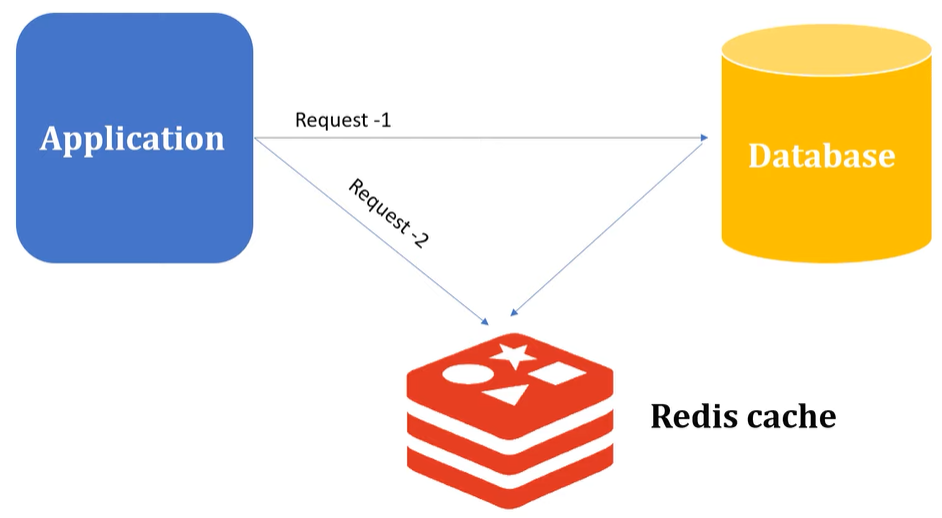 Request -1
Application
Database
Request -2
Redis cache